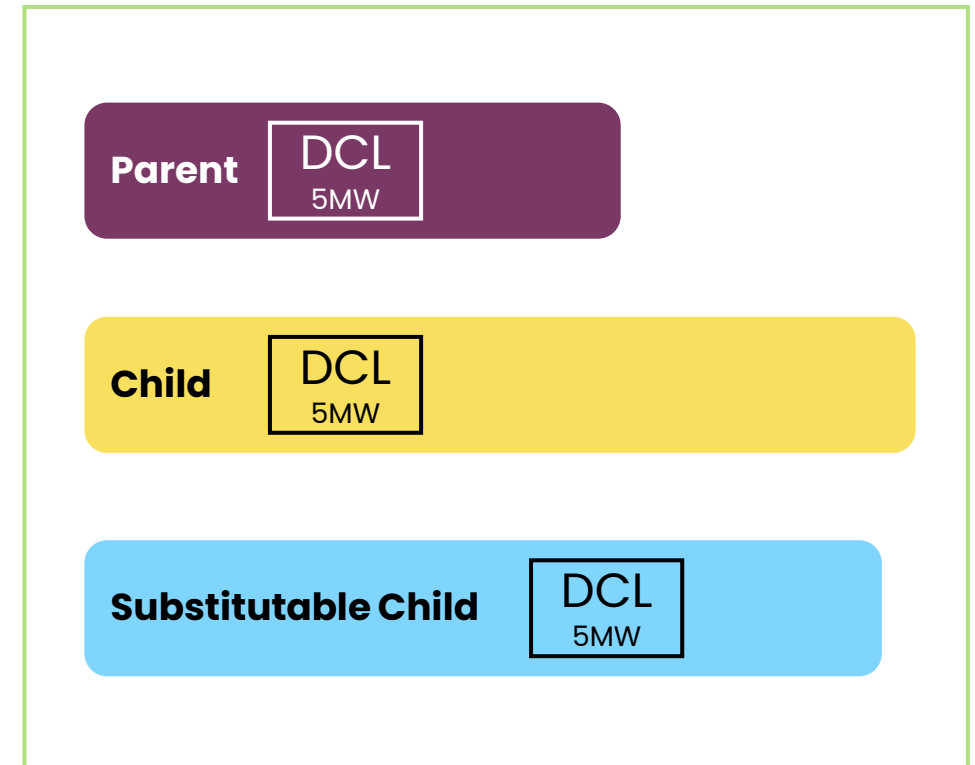 Parent
DCL
5MW
Child
DCL
5MW
Substitutable Child
DCL
5MW